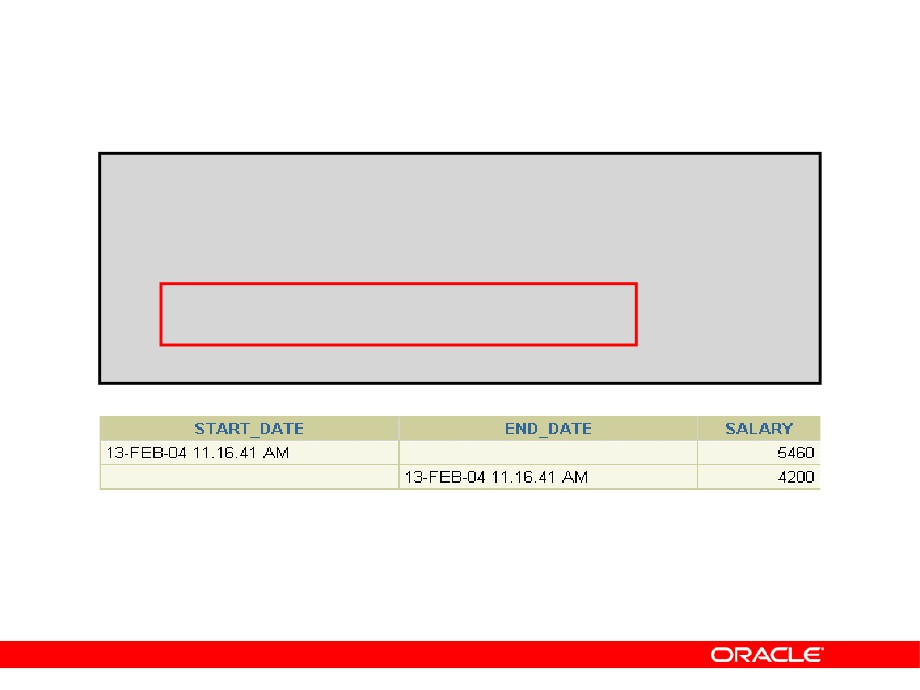 START_DATE END_DATE SALARY
13-FEB-04 11.16.41 AM 5460
13-FEB-04 11.16.41 AM 4200
ORACLE